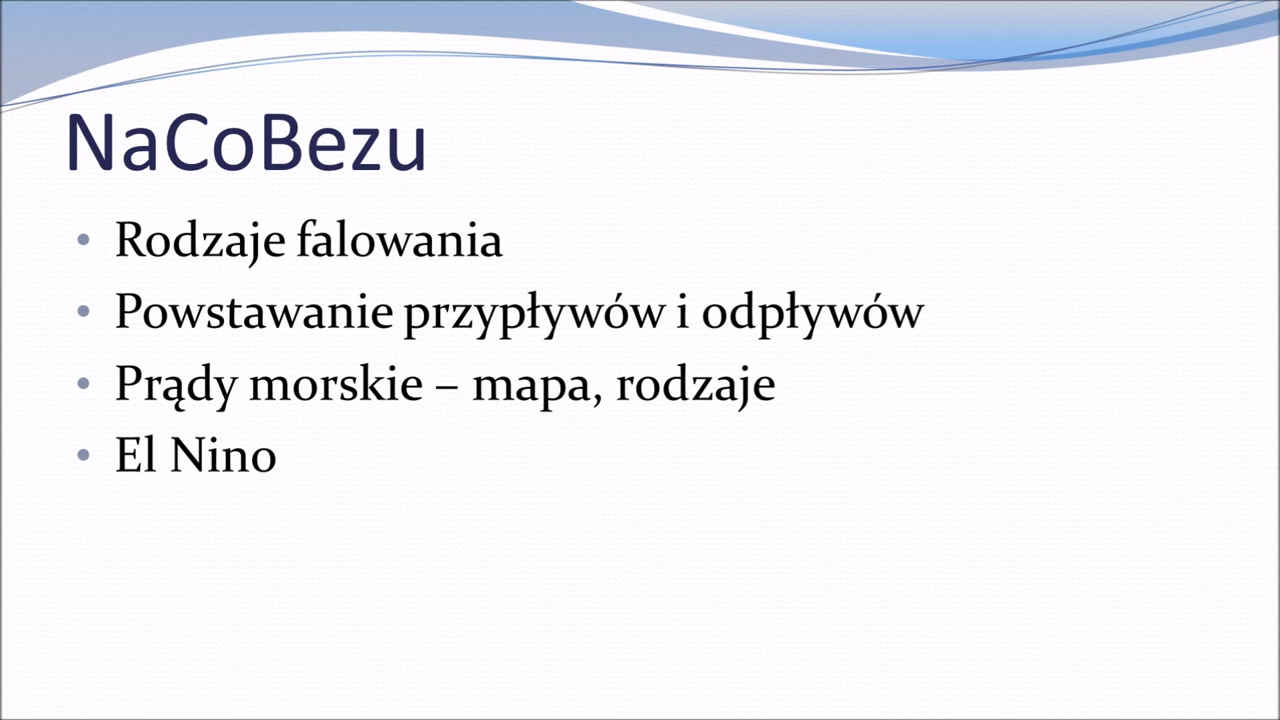 NaCoBezu
• Rodzaje falowania
• Powstawanie przypływów i odpływów
• Prądy morskie – mapa, rodzaje
• El Nino